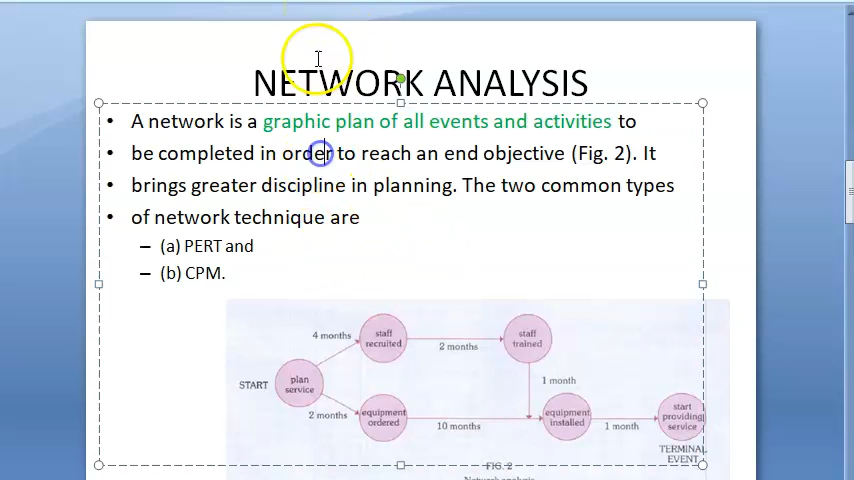 NETWORK ANALYSIS
• A network is a graphic plan of all events and activities to
• be completed in order to reach an end objective (Fig. 2). It
• brings greater discipline in planning. The two common types
• of network technique are
– (a) PERT and
– (b) CPM.
4 months
staff
recruited
2 months
staff
trained
START
plan
service
1 month
2 months
equipment
ordered
10 months
equipment
installed
1 month
start
providing
service
TERMINAL
EVENT
FIG. 2
Network analysis